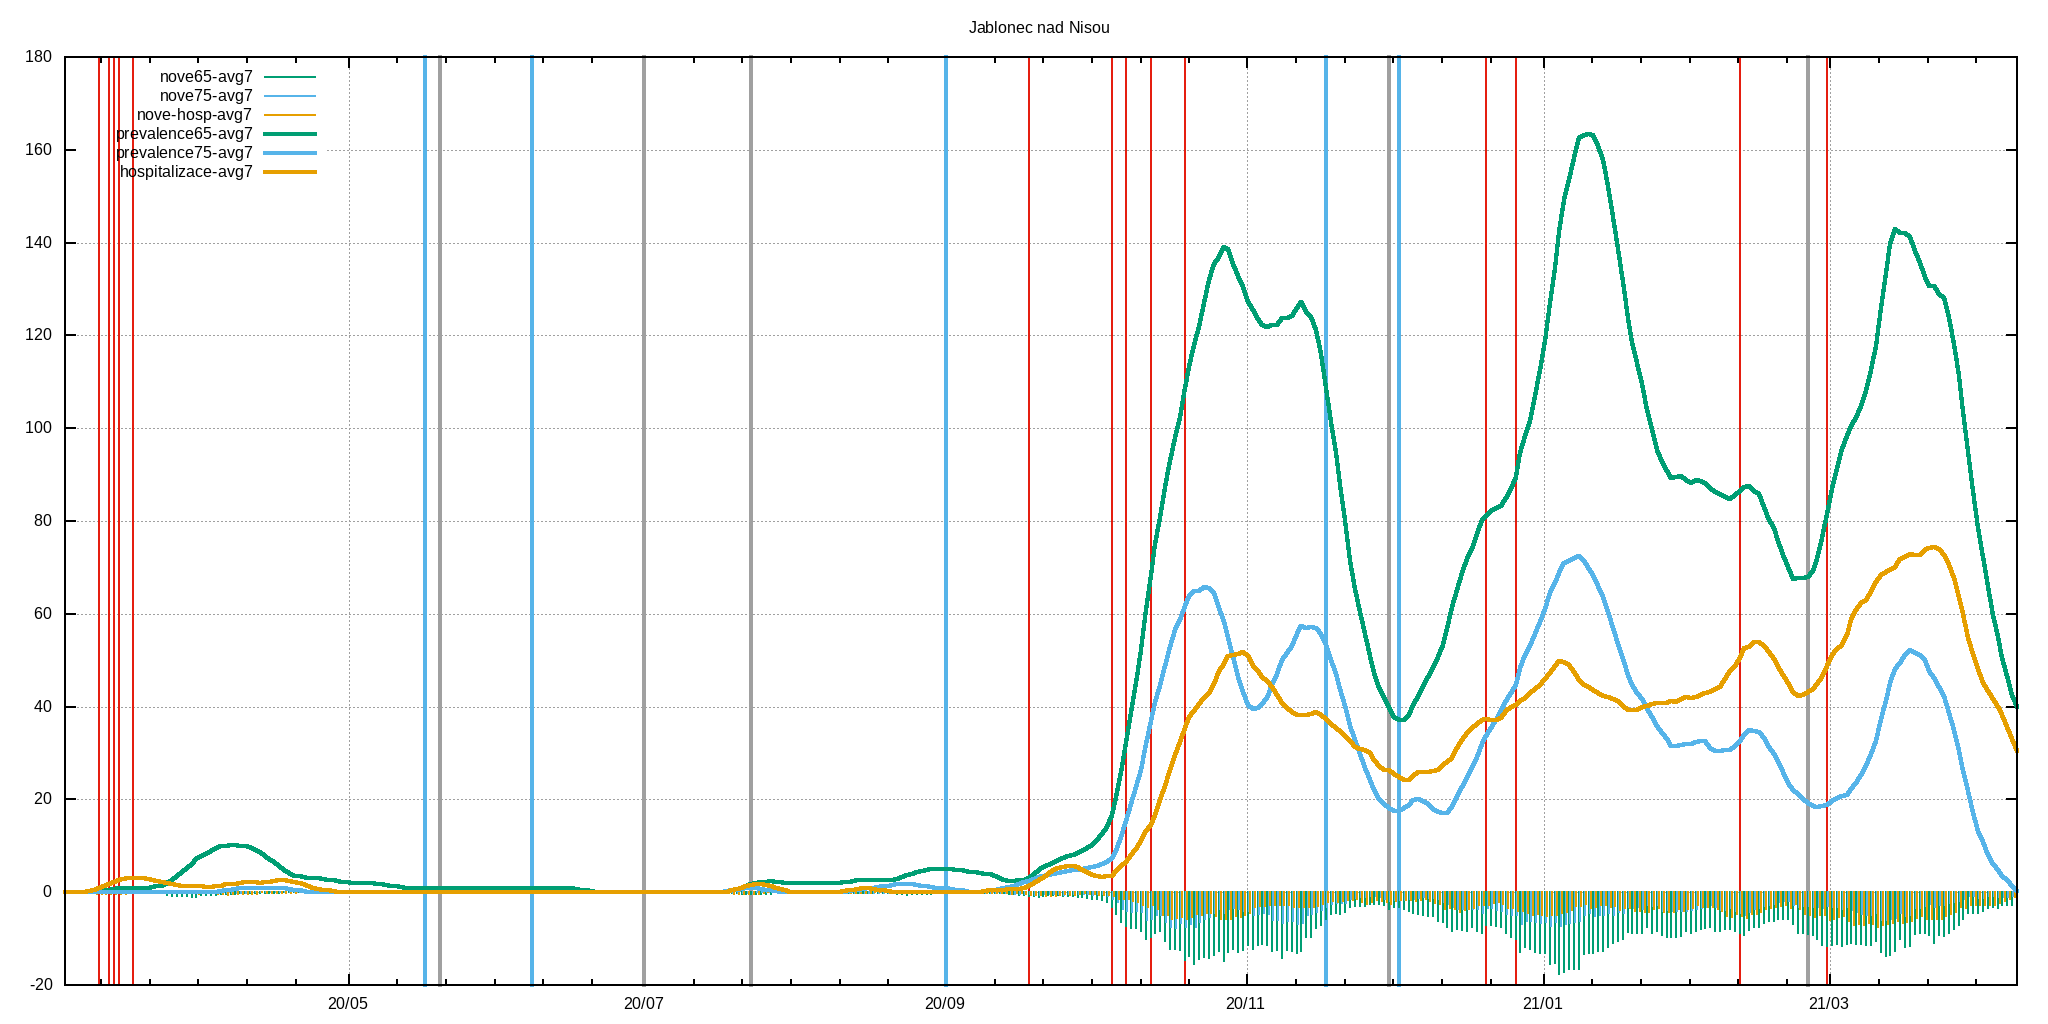 Jablonec nad Nisou
180
160
140
120
100
80
60
40
20
0
-20
nove65-avg7
nove75-avg7
nove-hosp-avg7
prevalence65-avg7
prevalence75-avg7
hospitalizace-avg7
20/05 20/07 20/09 20/11 21/01 21/03